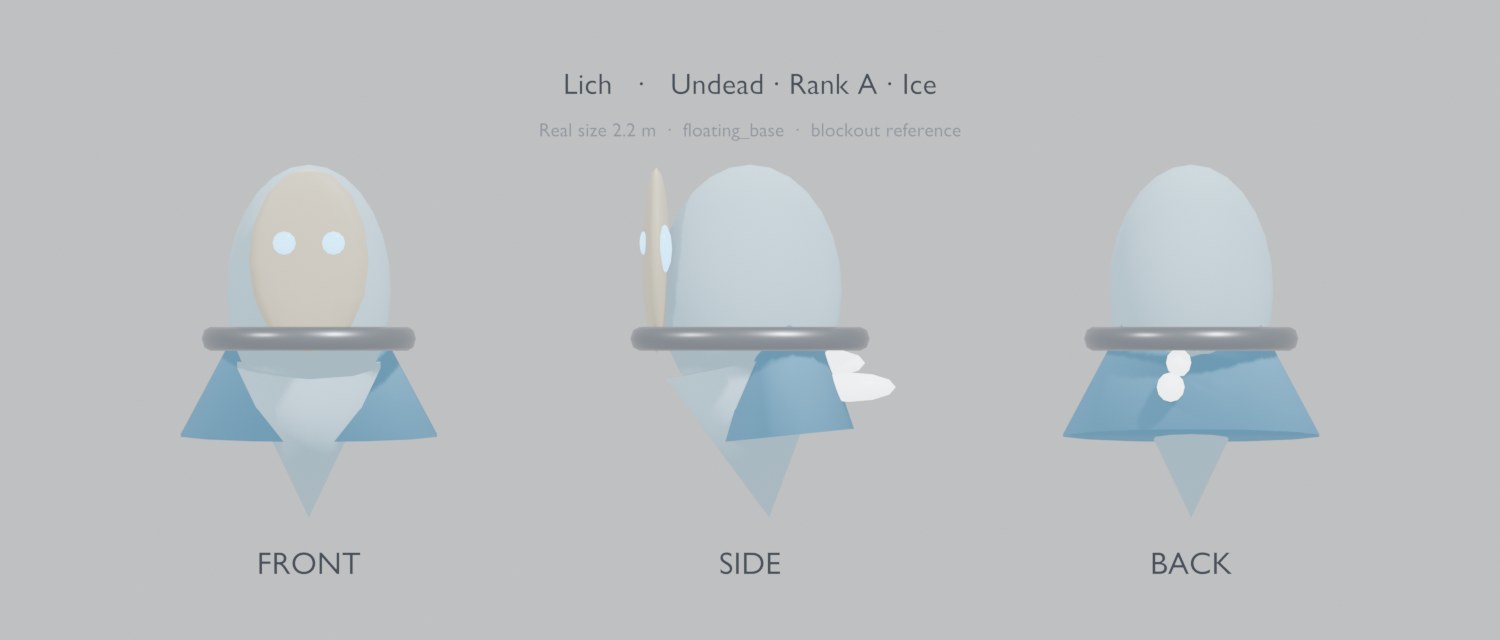 Lich · Undead · Rank A · Ice
Real size 2.2 m · floating_base · blockout reference
FRONT
SIDE
BACK